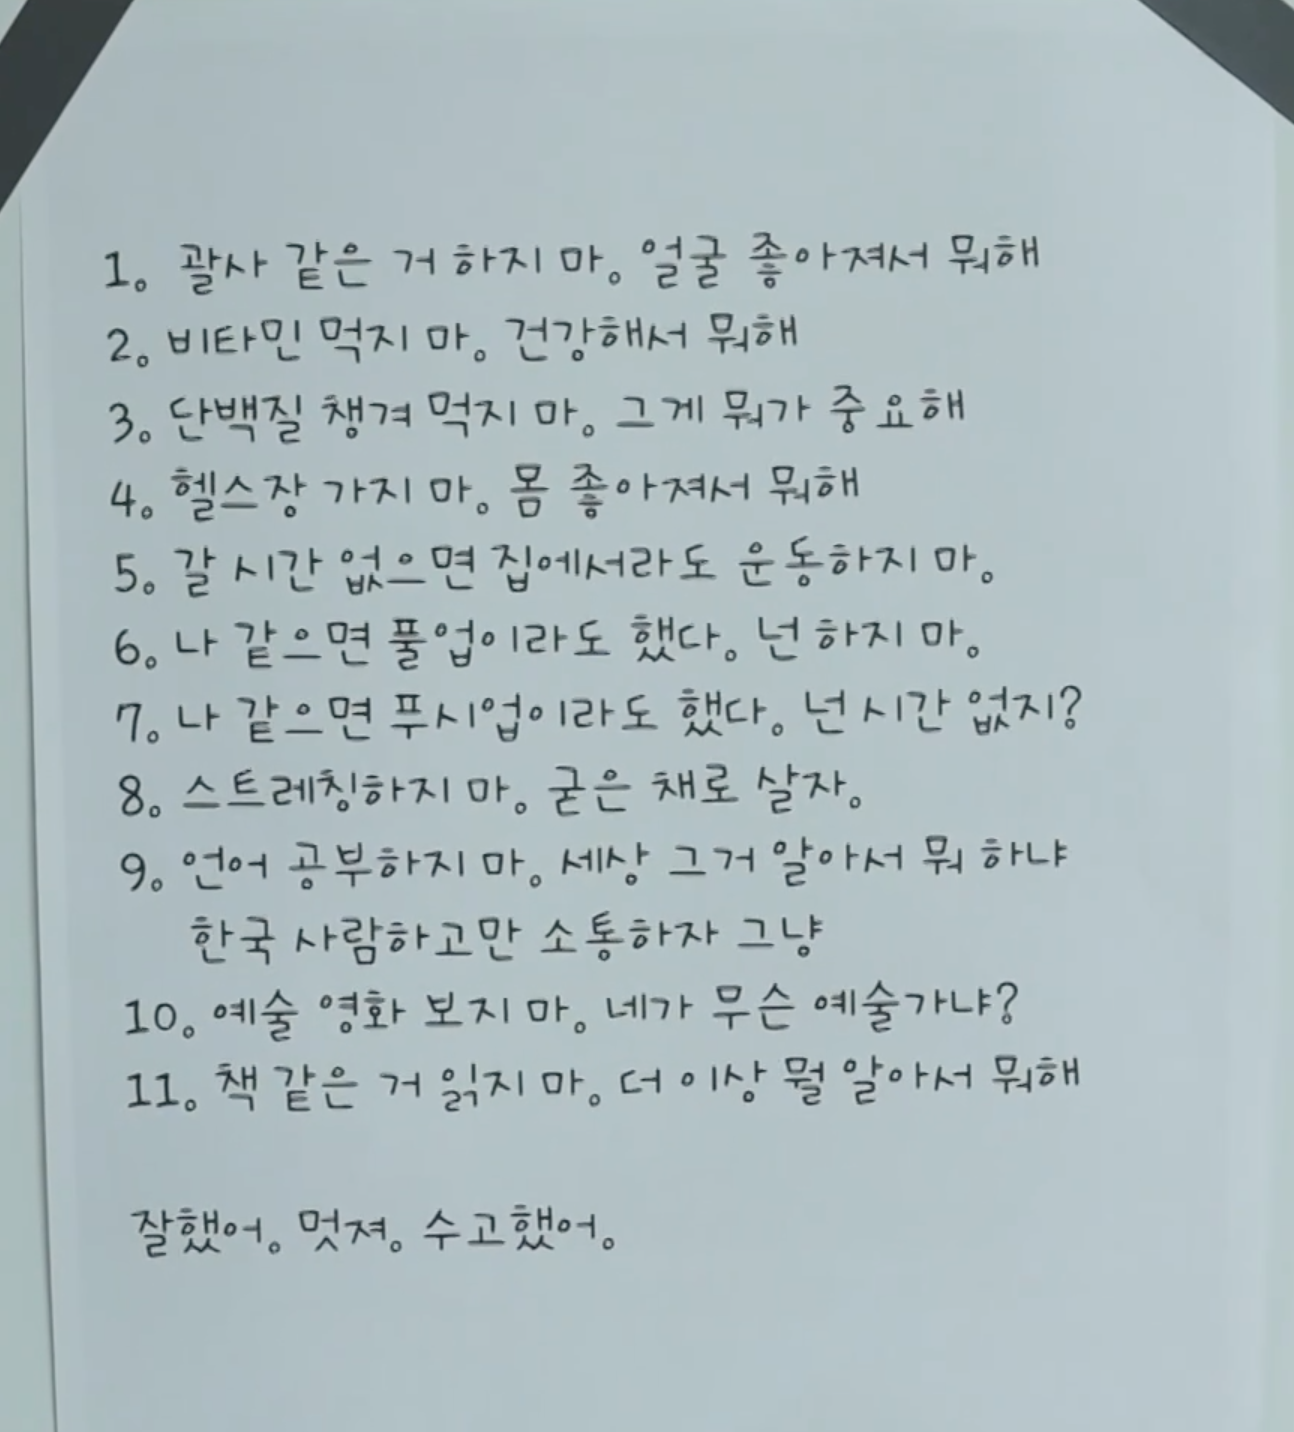 1. 괄사 같은 거 하지 마. 얼굴 좋아져서 뭐해
2. 비타민 먹지 마. 건강해서 뭐해
3. 단백질 챙겨 먹지 마. 그게 뭐가 중요해
4. 헬스장 가지 마. 몸 좋아져서 뭐해
5. 갈 시간 없으면 집에서라도 운동하지 마.
6. 나 같으면 풀업이라도 했다. 넌 하지 마.
7. 나 같으면 푸시업이라도 했다. 넌 시간 없지?
8. 스트레칭하지 마. 굳은 채로 살자.
9. 언어 공부하지 마. 세상 그거 알아서 뭐 하냐
한국 사람하고만 소통하자 그냥
10. 예술 영화 보지 마. 네가 무슨 예술가냐?
11. 책 같은 거 읽지 마. 더 이상 뭘 알아서 뭐해
잘했어. 멋져. 수고했어.